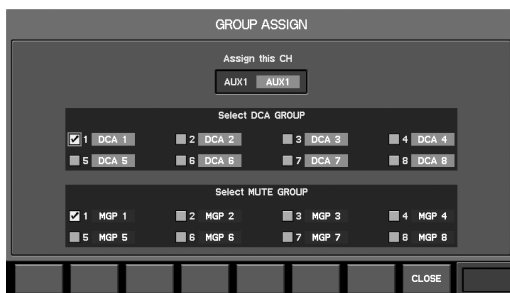 GROUP ASSIGN
Assign this CH
AUX1 AUX1
Select DCA GROUP
1 DCA 1 2 DCA 2 3 DCA 3 4 DCA 4
5 DCA 5 6 DCA 6 7 DCA 7 8 DCA 8
Select MUTE GROUP
1 MGP 1 2 MGP 2 3 MGP 3 4 MGP 4
5 MGP 5 6 MGP 6 7 MGP 7 8 MGP 8
CLOSE